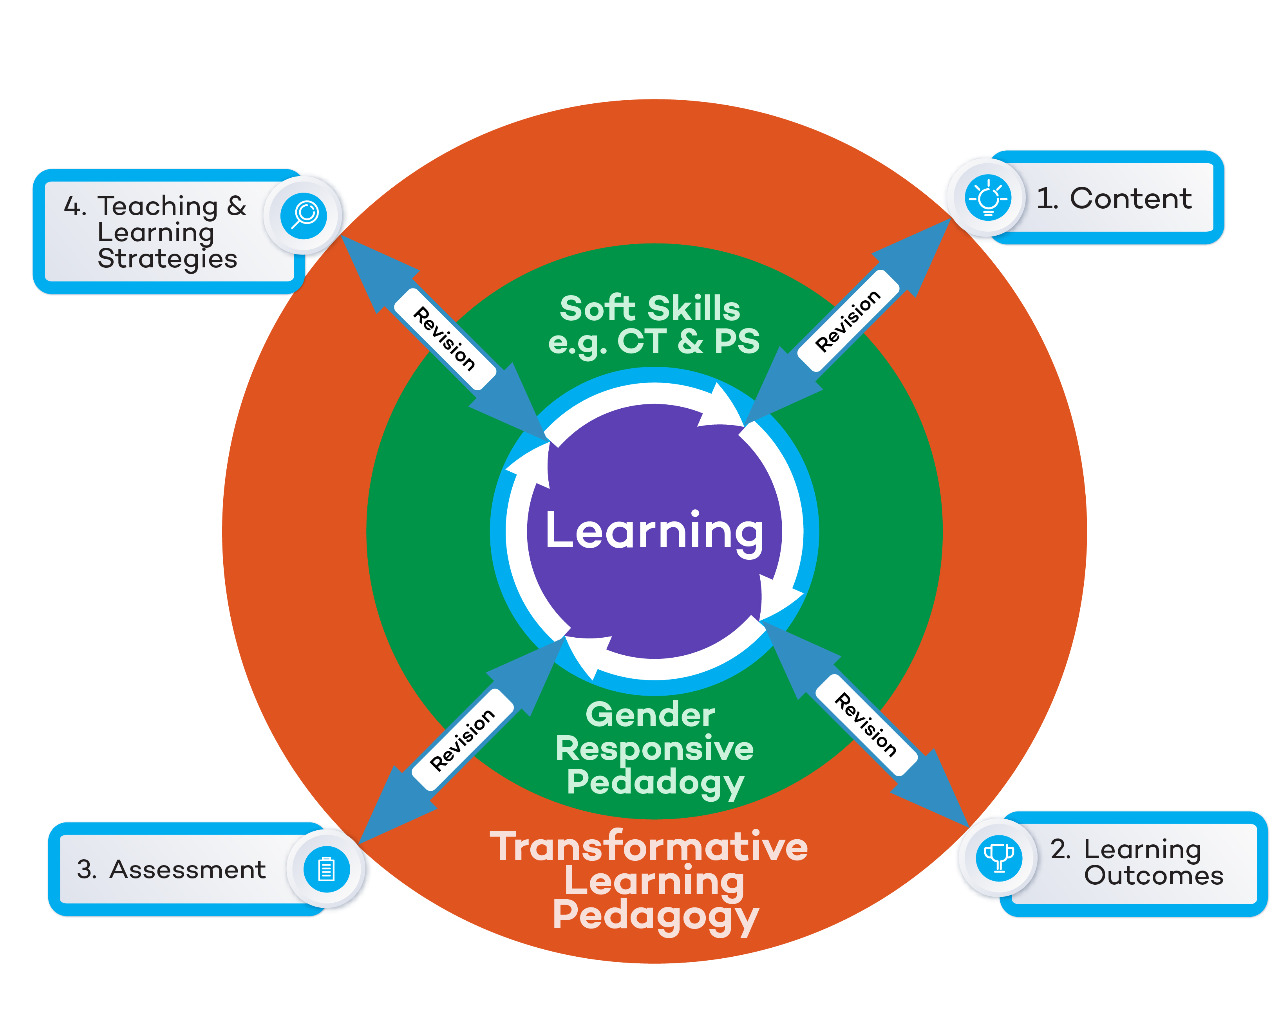 4. Teaching &
Learning
Strategies
1. Content
Revision
Revision
Soft Skills
e.g. CT & PS
Learning
Revision
Revision
Gender
Responsive
Pedadogy
Transformative
Learning
Pedagogy
3. Assessment
2. Learning
Outcomes